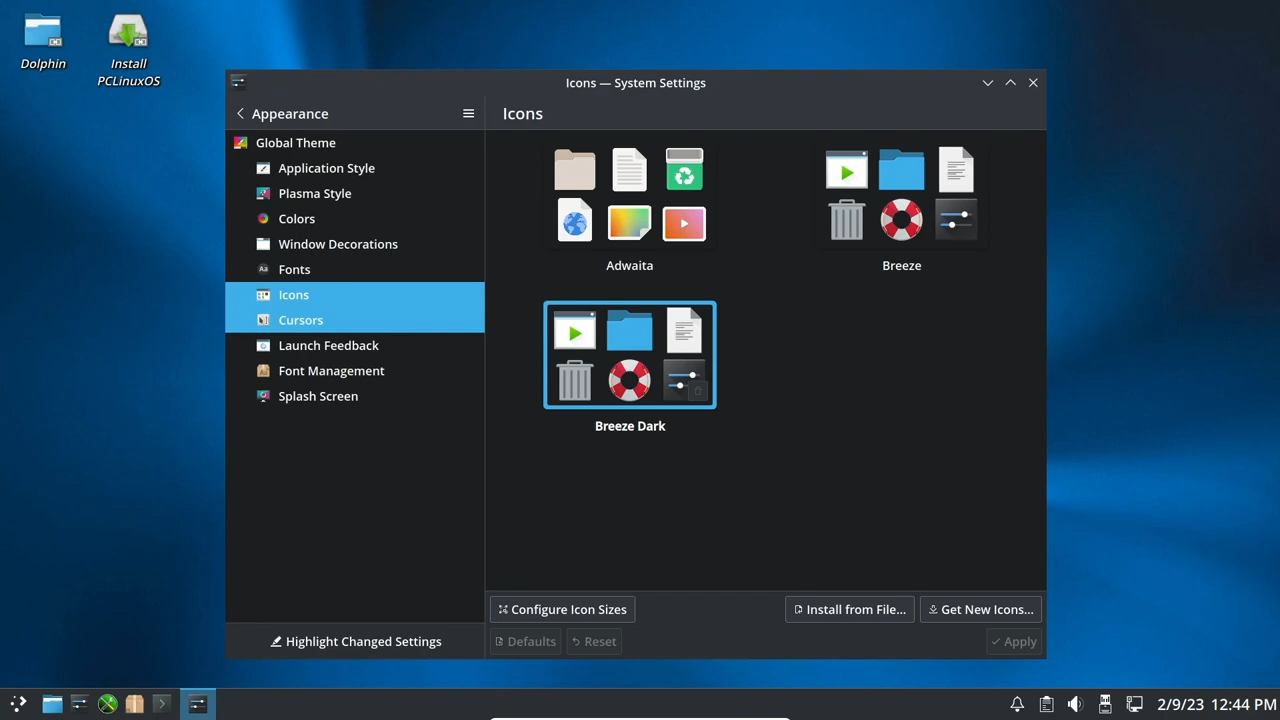 Dolphin
Install
PCLinuxOS
Icons — System Settings
Appearance
Icons
Global Theme
Application Style
Plasma Style
Colors
Window Decorations
Aa Fonts
Icons
Cursors
Launch Feedback
Font Management
Splash Screen
Adwaita
Breeze
Breeze Dark
Configure Icon Sizes
Install from File...
Get New Icons...
Highlight Changed Settings
Defaults
Reset
Apply
2/9/23 12:44 PM